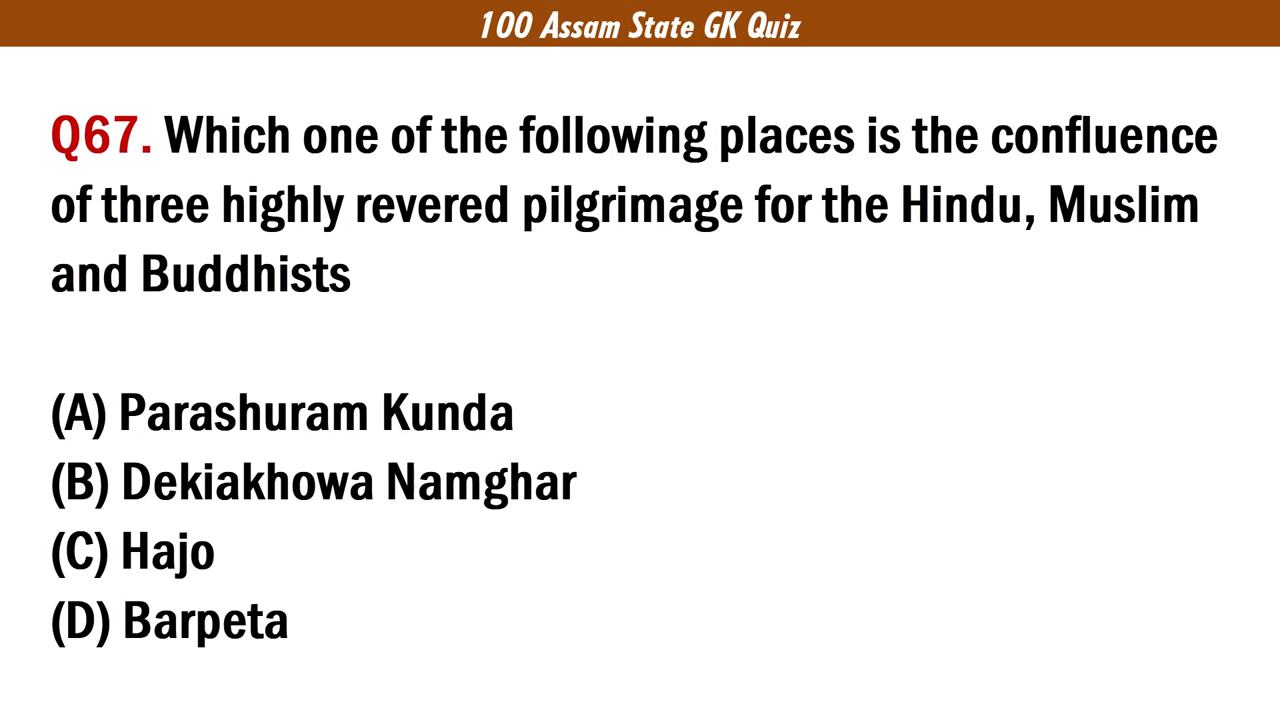 100 Assam State GK Quiz
Q67. Which one of the following places is the confluence
of three highly revered pilgrimage for the Hindu, Muslim
and Buddhists
(A) Parashuram Kunda
(B) Dekiakhowa Namghar
(C) Hajo
(D) Barpeta